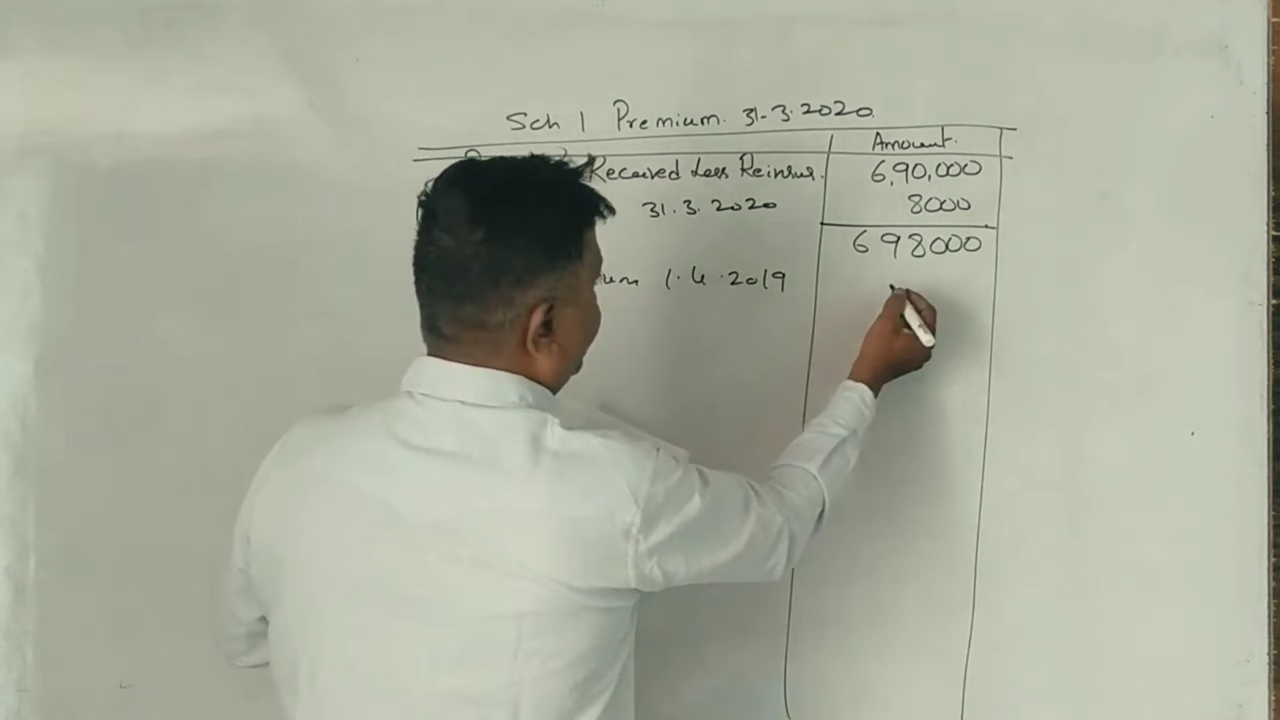 Sch 1 Premium. 31-3.2020.
Amount.
Received Less Reinsur. 6,90,000
31.3.2020 8000
698000
1.4.2019